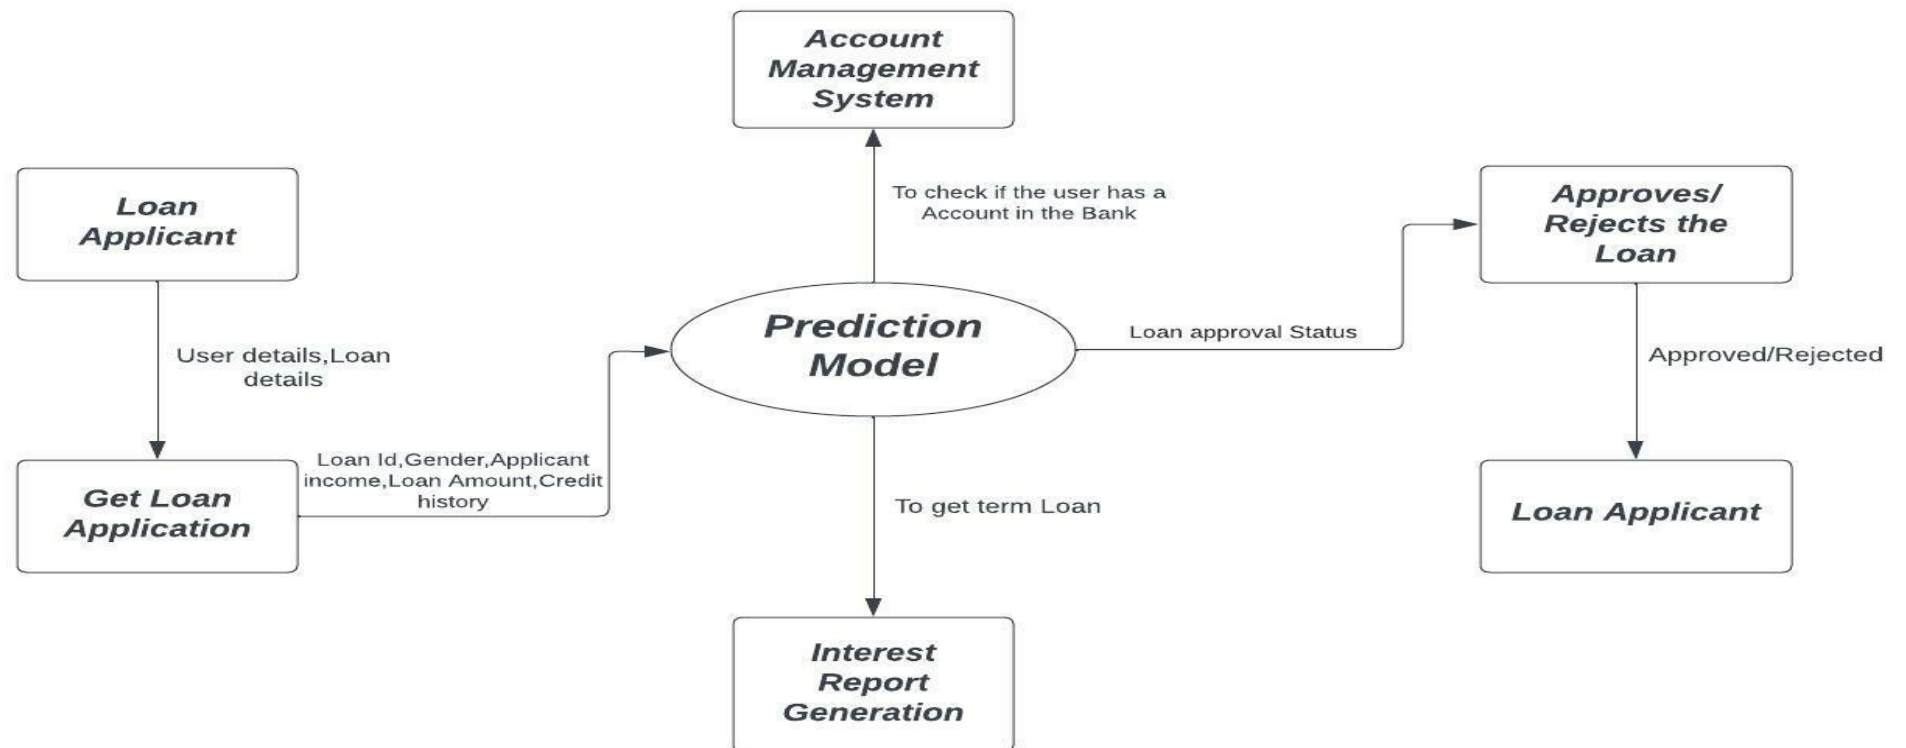 Account
Management
System
Loan
Applicant
To check if the user has a
Account in the Bank
Approves/
Rejects the
Loan
User details,Loan
details
Prediction
Model
Loan approval Status
Approved/Rejected
Get Loan
Application
Loan Id,Gender,Applicant
income,Loan Amount,Credit
history
To get term Loan
Loan Applicant
Interest
Report
Generation